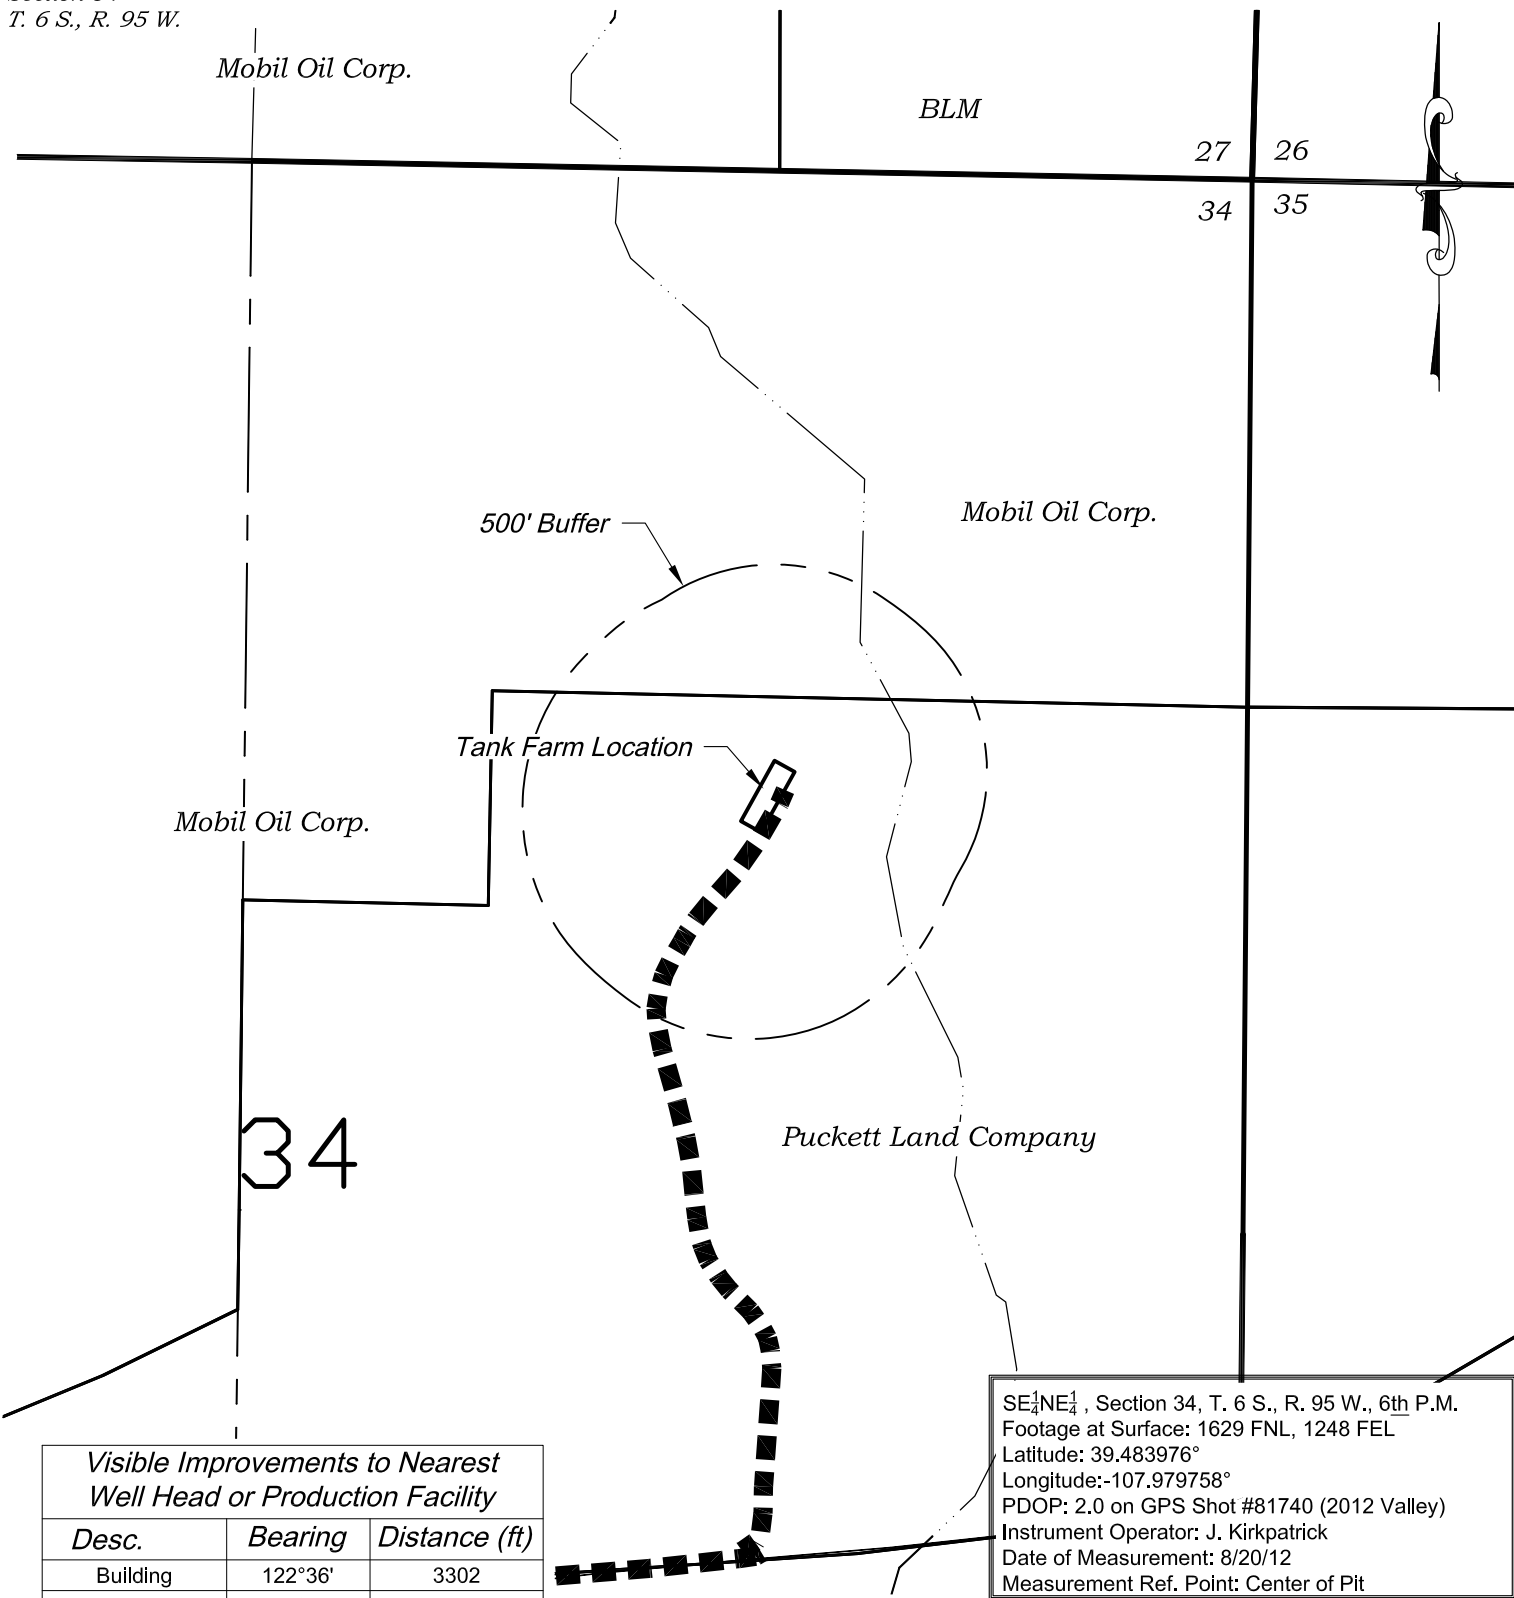 T. 6 S., R. 95 W.
Mobil Oil Corp.
BLM
27 26
34 35
500' Buffer
Mobil Oil Corp.
Tank Farm Location
Mobil Oil Corp.
34
Puckett Land Company
SE¼NE¼ , Section 34, T. 6 S., R. 95 W., 6th P.M.
Footage at Surface: 1629 FNL, 1248 FEL
Latitude: 39.483976°
Longitude:-107.979758°
PDOP: 2.0 on GPS Shot #81740 (2012 Valley)
Instrument Operator: J. Kirkpatrick
Date of Measurement: 8/20/12
Measurement Ref. Point: Center of Pit
Visible Improvements to Nearest
Well Head or Production Facility
Desc. Bearing Distance (ft)
Building 122°36' 3302